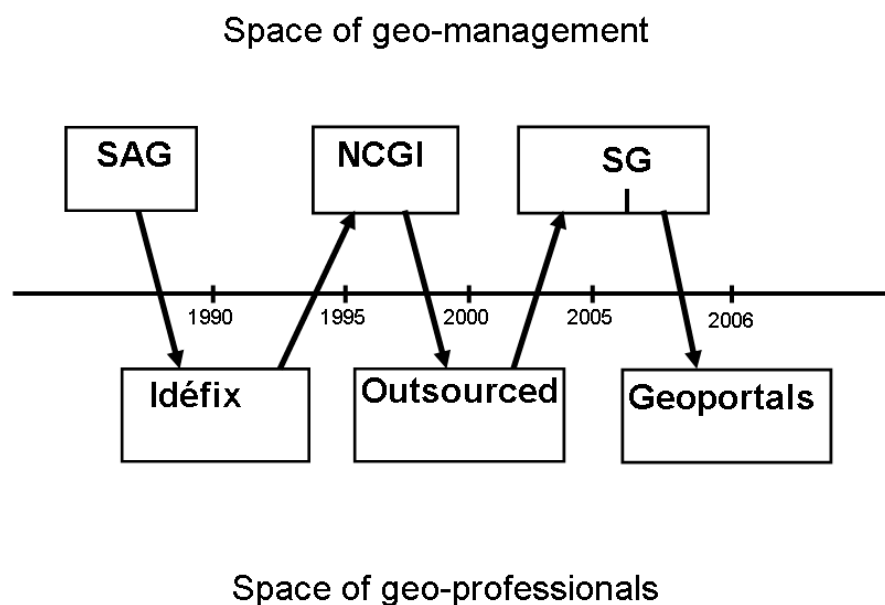 Space of geo-management
SAG
NCGI
SG
1990
1995
2000
2005
2006
Idéfix
Outsourced
Geoportals
Space of geo-professionals